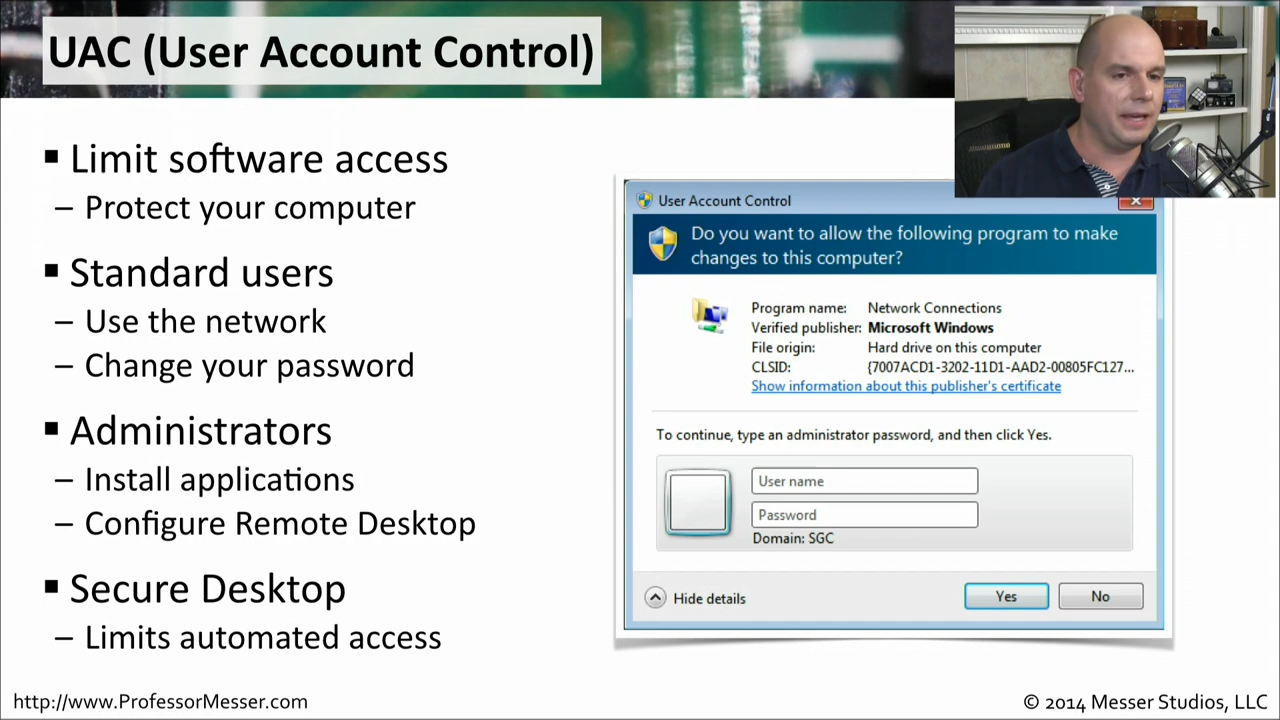 UAC (User Account Control)
▪ Limit software access
– Protect your computer
▪ Standard users
– Use the network
– Change your password
▪ Administrators
– Install applications
– Configure Remote Desktop
▪ Secure Desktop
– Limits automated access
User Account Control
Do you want to allow the following program to make
changes to this computer?
Program name: Network Connections
Verified publisher: Microsoft Windows
File origin: Hard drive on this computer
CLSID: {7007ACD1-3202-11D1-AAD2-00805FC127...
Show information about this publisher's certificate
To continue, type an administrator password, and then click Yes.
User name
Password
Domain: SGC
Hide details
Yes
No
http://www.ProfessorMesser.com
© 2014 Messer Studios, LLC